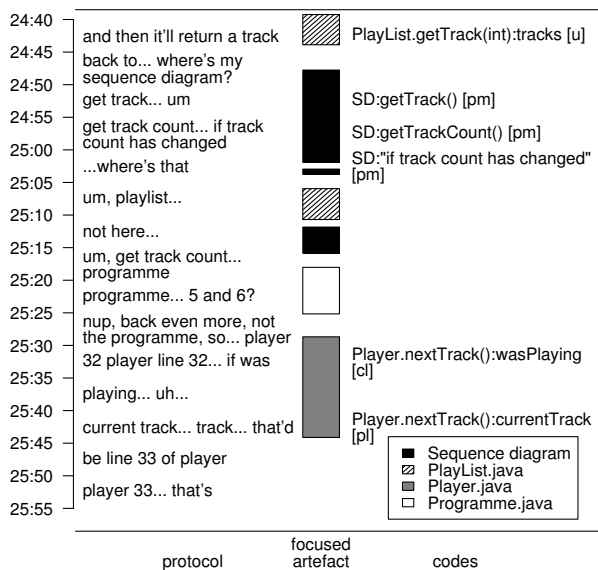 24:40
and then it'll return a track
PlayList.getTrack(int):tracks [u]
24:45
back to... where's my
sequence diagram?
24:50
get track... um
SD:getTrack() [pm]
24:55
get track count... if track
count has changed
SD:getTrackCount() [pm]
25:00
...where's that
SD:"if track count has changed"
[pm]
25:05
um, playlist...
25:10
not here...
25:15
um, get track count...
programme
25:20
programme... 5 and 6?
25:25
nup, back even more, not
the programme, so... player
25:30
32 player line 32... if was
Player.nextTrack():wasPlaying
[cl]
25:35
playing... uh...
25:40
current track... track... that'd
Player.nextTrack():currentTrack
[pl]
25:45
be line 33 of player
25:50
player 33... that's
25:55
Sequence diagram
PlayList.java
Player.java
Programme.java
protocol
focused
artefact
codes